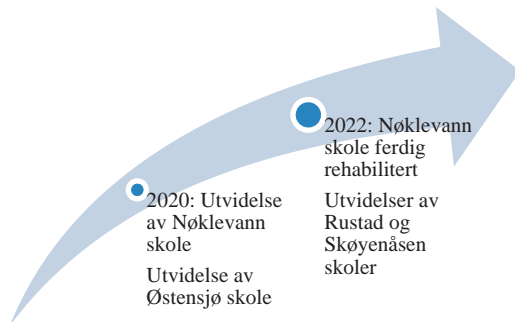 2020: Utvidelse
av Nøklevann
skole
Utvidelse av
Østensjø skole
2022: Nøklevann
skole ferdig
rehabilitert
Utvidelser av
Rustad og
Skøyenåsen
skoler